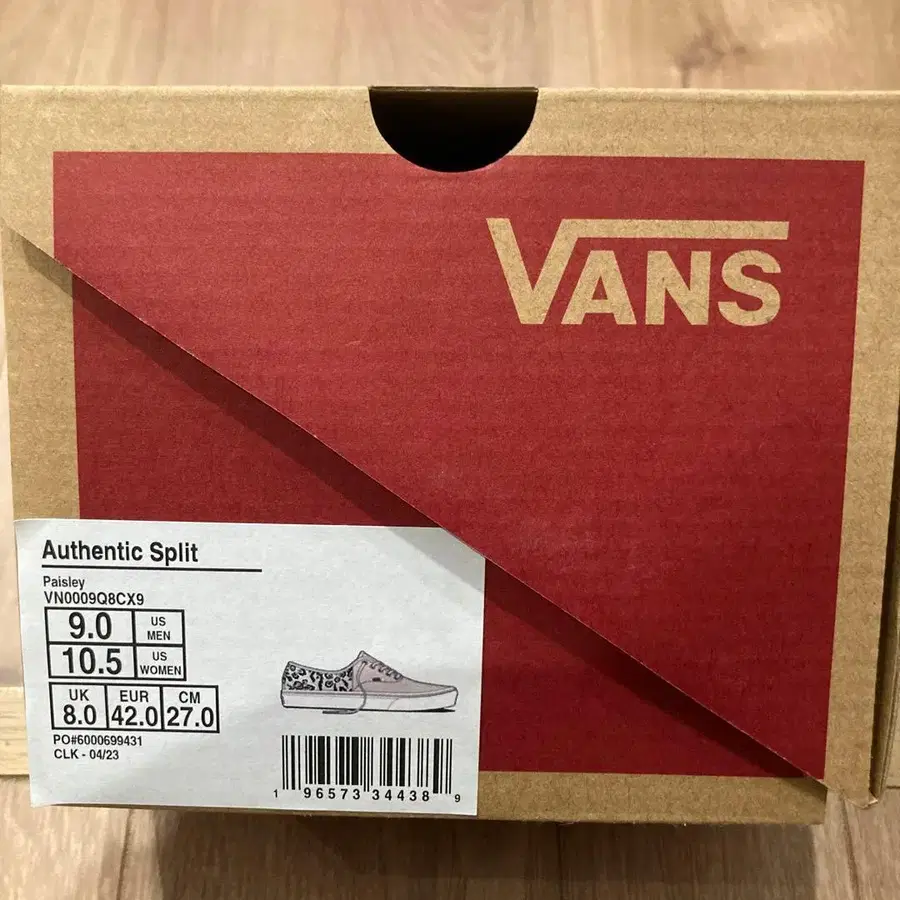 VANS
Authentic Split
Paisley
VN0009Q8CX9
9.0 US MEN
10.5 US WOMEN
UK EUR CM
8.0 42.0 27.0
PO#6000699431
CLK - 04/23
1 96573 34438 9